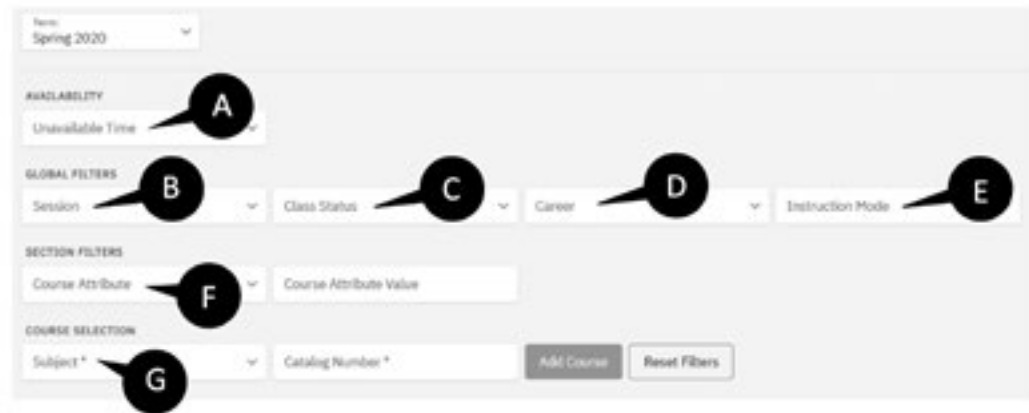 Term
Spring 2020
AVAILABILITY
A
Unavailable Time
GLOBAL FILTERS
B
C
D
E
Session
Class Status
Career
Instruction Mode
SECTION FILTERS
Course Attribute
F
Course Attribute Value
COURSE SELECTION
Subject *
G
Catalog Number *
Add Course
Reset Filters